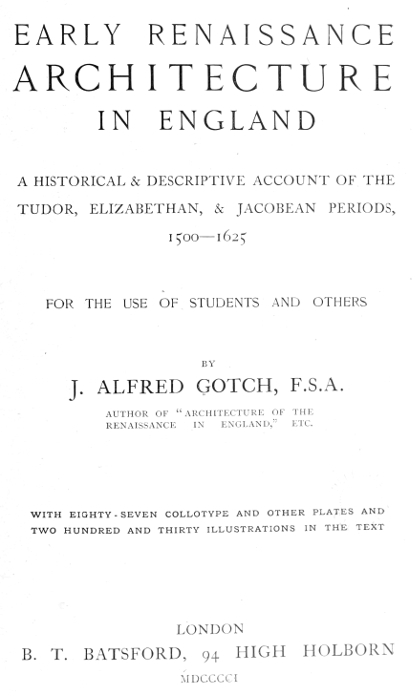 EARLY RENAISSANCE
ARCHITECTURE
IN ENGLAND
A HISTORICAL & DESCRIPTIVE ACCOUNT OF THE
TUDOR, ELIZABETHAN, & JACOBEAN PERIODS,
1500—1625
FOR THE USE OF STUDENTS AND OTHERS
BY
J. ALFRED GOTCH, F.S.A.
AUTHOR OF "ARCHITECTURE OF THE
RENAISSANCE IN ENGLAND," ETC.
WITH EIGHTY-SEVEN COLLOTYPE AND OTHER PLATES AND
TWO HUNDRED AND THIRTY ILLUSTRATIONS IN THE TEXT
LONDON
B. T. BATSFORD, 94 HIGH HOLBORN
MDCCCCI